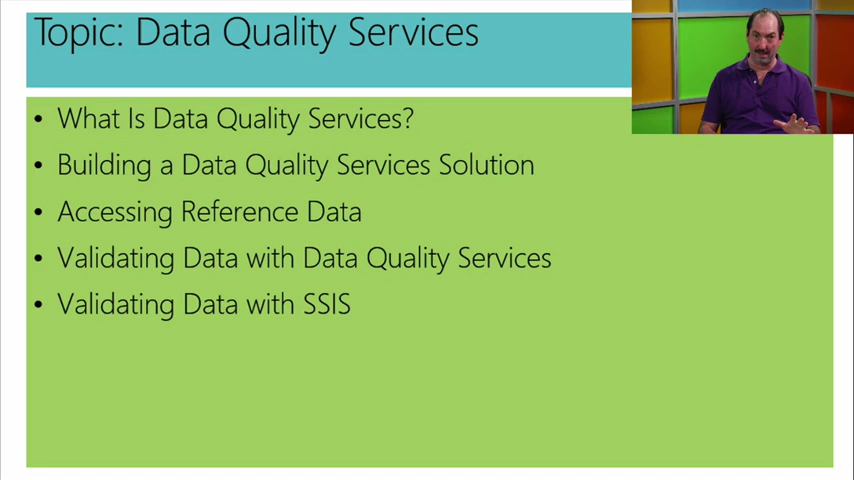 Topic: Data Quality Services
• What Is Data Quality Services?
• Building a Data Quality Services Solution
• Accessing Reference Data
• Validating Data with Data Quality Services
• Validating Data with SSIS